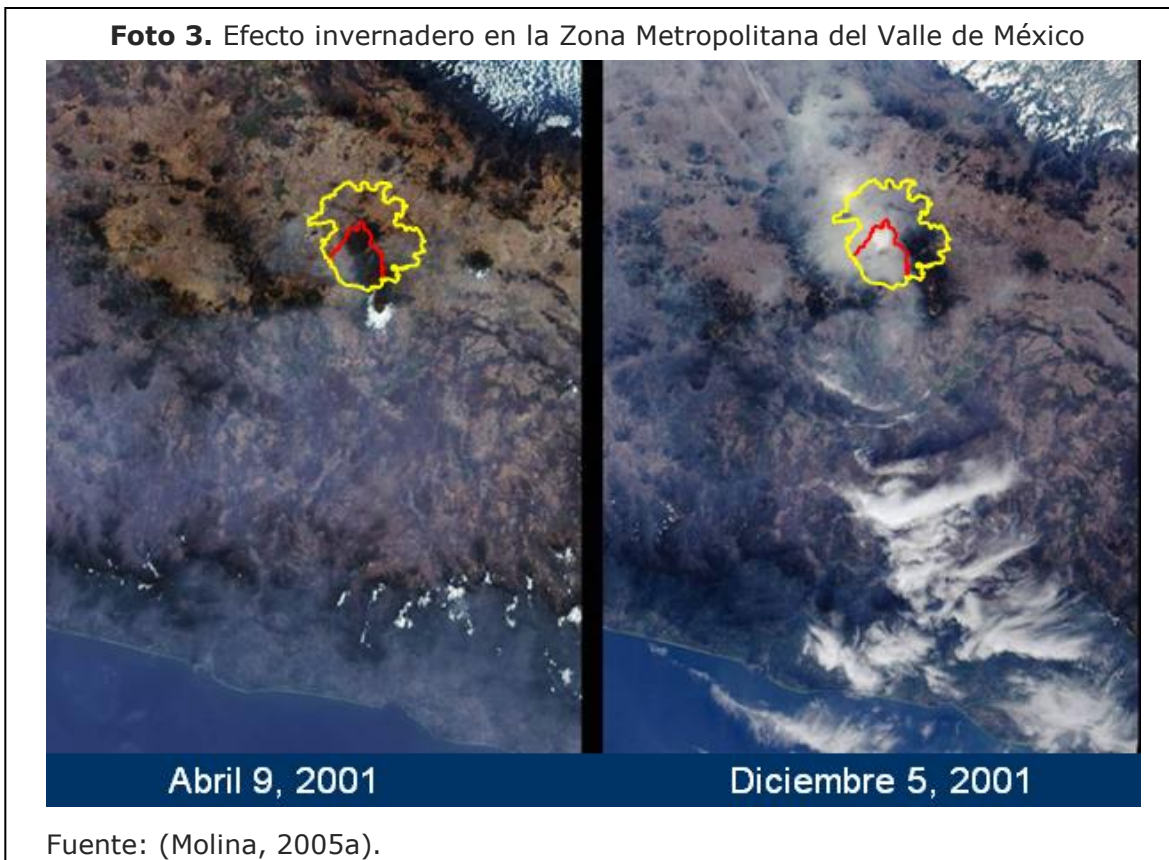 Foto 3. Efecto invernadero en la Zona Metropolitana del Valle de México
Abril 9, 2001
Diciembre 5, 2001
Fuente: (Molina, 2005a).